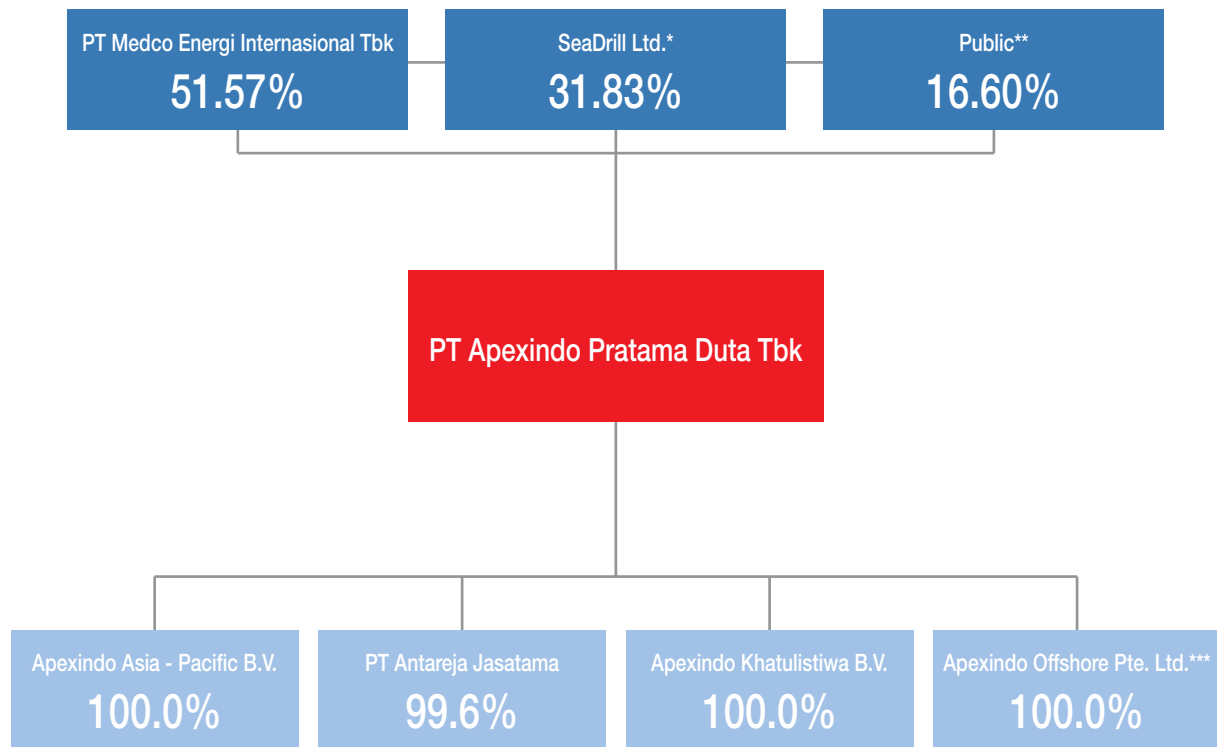 PT Medco Energi Internasional Tbk
51.57%
SeaDrill Ltd.*
31.83%
Public**
16.60%
PT Apexindo Pratama Duta Tbk
Apexindo Asia - Pacific B.V.
100.0%
PT Antareja Jasatama
99.6%
Apexindo Khatulistiwa B.V.
100.0%
Apexindo Offshore Pte. Ltd.***
100.0%